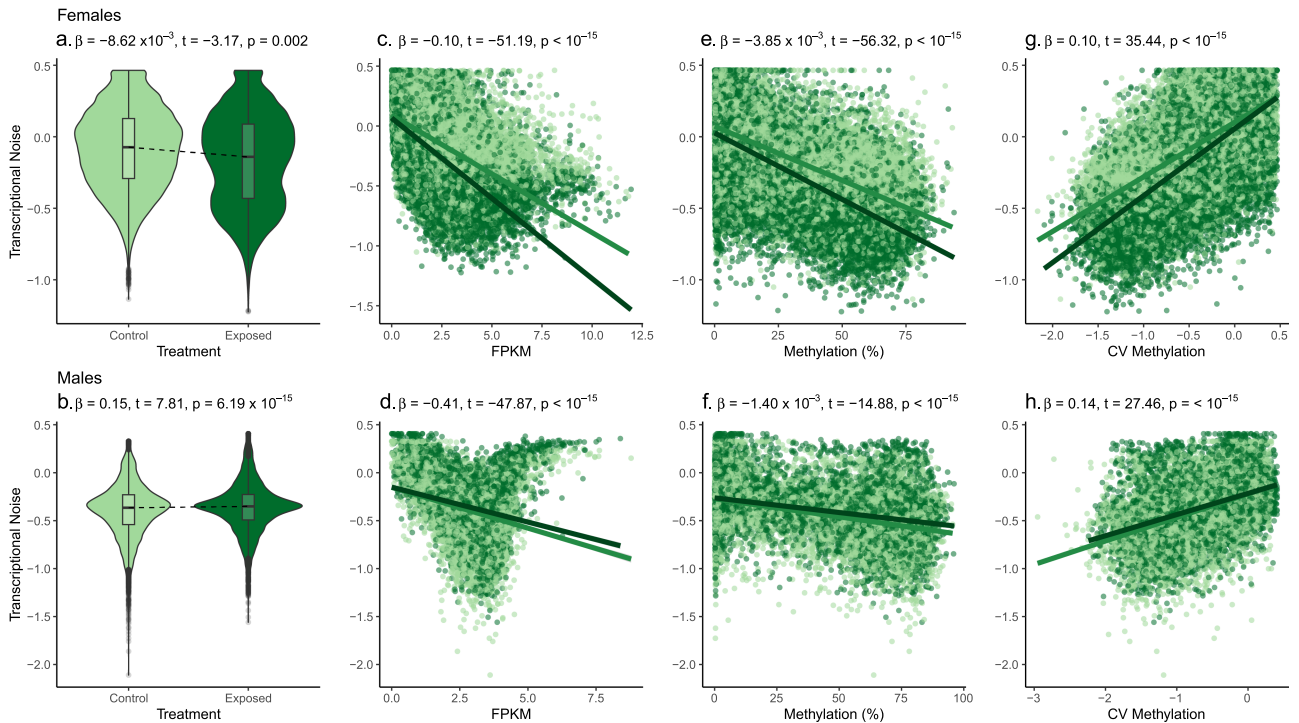 Females
a. β = −8.62 x10⁻³, t = −3.17, p = 0.002
c. β = −0.10, t = −51.19, p < 10⁻¹⁵
e. β = −3.85 x 10⁻³, t = −56.32, p < 10⁻¹⁵
g. β = 0.10, t = 35.44, p < 10⁻¹⁵
Transcriptional Noise
0.5
0.0
−0.5
−1.0
Control Exposed
Treatment
0.5
0.0
−0.5
−1.0
−1.5
0.0 2.5 5.0 7.5 10.0 12.5
FPKM
0.5
0.0
−0.5
−1.0
0 25 50 75
Methylation (%)
0.5
0.0
−0.5
−1.0
−2.0 −1.5 −1.0 −0.5 0.0 0.5
CV Methylation
Males
b. β = 0.15, t = 7.81, p = 6.19 x 10⁻¹⁵
d. β = −0.41, t = −47.87, p < 10⁻¹⁵
f. β = −1.40 x 10⁻³, t = −14.88, p < 10⁻¹⁵
h. β = 0.14, t = 27.46, p = < 10⁻¹⁵
Transcriptional Noise
0.0
−0.5
−1.0
−1.5
−2.0
Control Exposed
Treatment
0.0
−0.5
−1.0
−1.5
−2.0
0.0 2.5 5.0 7.5
FPKM
0.0
−0.5
−1.0
−1.5
−2.0
0 25 50 75 100
Methylation (%)
0.0
−0.5
−1.0
−1.5
−2.0
−3 −2 −1 0
CV Methylation